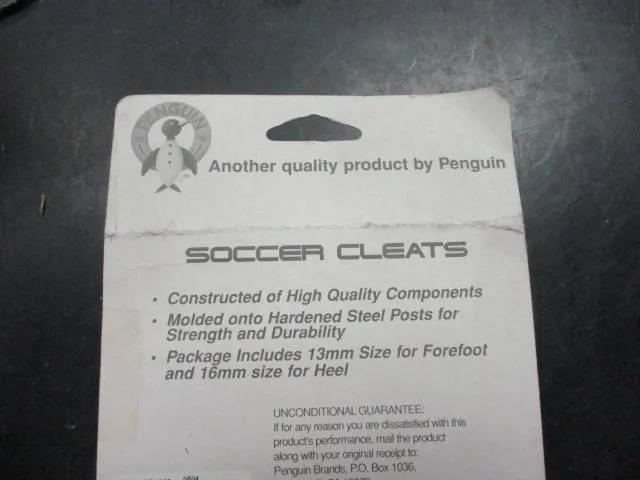 PENGUIN
Another quality product by Penguin
SOCCER CLEATS
• Constructed of High Quality Components
• Molded onto Hardened Steel Posts for
Strength and Durability
• Package Includes 13mm Size for Forefoot
and 16mm size for Heel
UNCONDITIONAL GUARANTEE:
If for any reason you are dissatisfied with this
product's performance, mail the product
along with your original receipt to:
Penguin Brands, P.O. Box 1036,